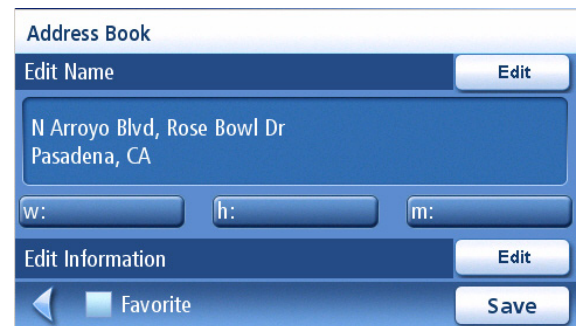 Address Book
Edit Name Edit
N Arroyo Blvd, Rose Bowl Dr
Pasadena, CA
w: h: m:
Edit Information Edit
Favorite Save